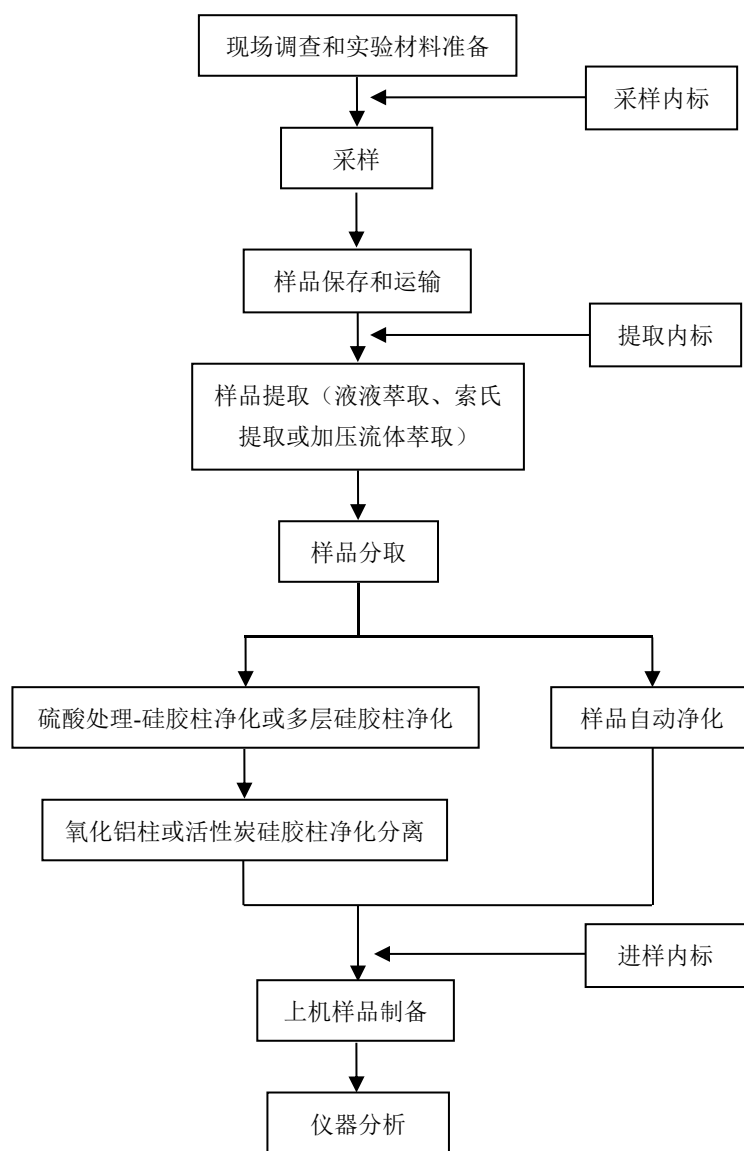 现场调查和实验材料准备
采样内标
采样
样品保存和运输
提取内标
样品提取（液液萃取、索氏
提取或加压流体萃取）
样品分取
硫酸处理-硅胶柱净化或多层硅胶柱净化
样品自动净化
氧化铝柱或活性炭硅胶柱净化分离
进样内标
上机样品制备
仪器分析